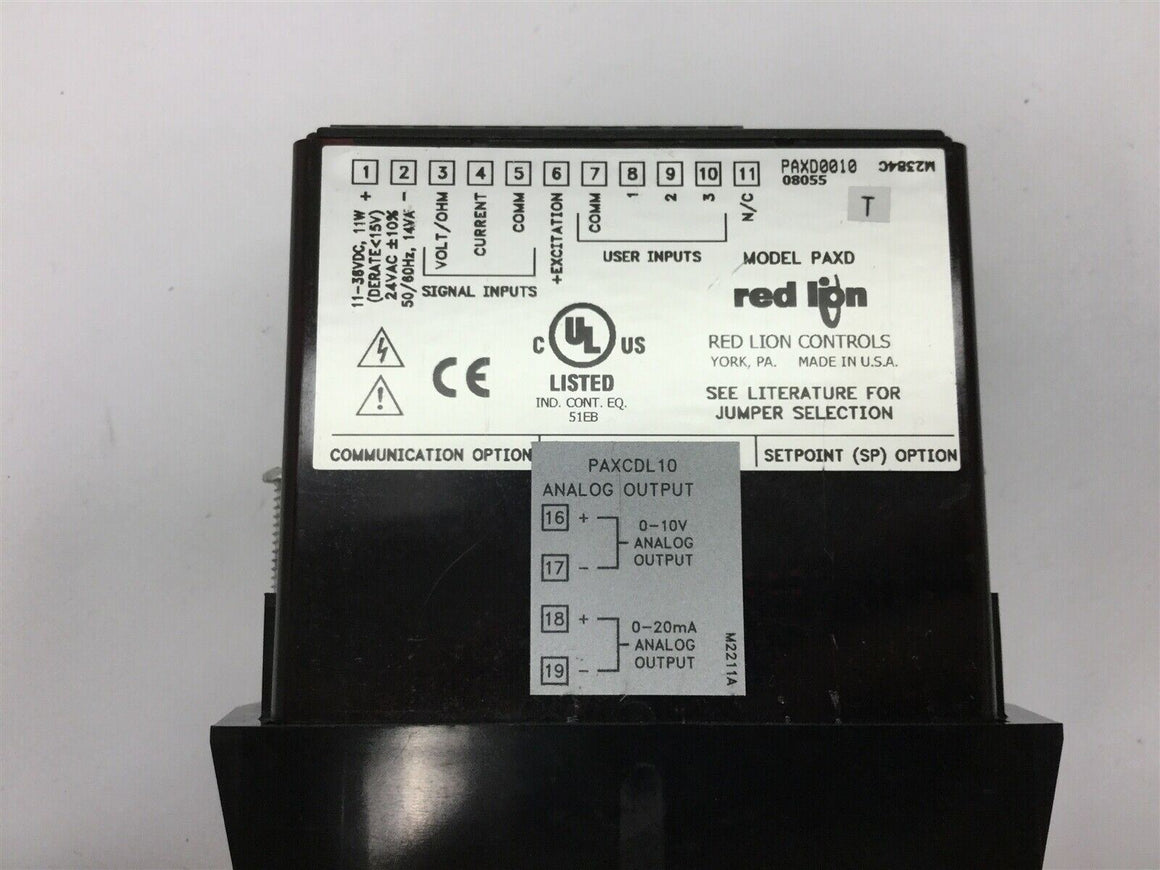 1 2 3 4 5 6 7 8 9 10 11
PAXD0010
08055
M2384C
T
+
11-36VDC, 11W
(DERATE<15V)
-
24VAC ±10%
50/60Hz, 14VA
VOLT/OHM
CURRENT
COMM
SIGNAL INPUTS
+EXCITATION
COMM
1
2
3
USER INPUTS
N/C
MODEL PAXD
red lion
RED LION CONTROLS
YORK, PA. MADE IN U.S.A.
SEE LITERATURE FOR
JUMPER SELECTION
CE
C UL US
LISTED
IND. CONT. EQ.
51EB
COMMUNICATION OPTION
SETPOINT (SP) OPTION
PAXCDL10
ANALOG OUTPUT
16 +
17 -
0-10V
ANALOG
OUTPUT
18 +
19 -
0-20mA
ANALOG
OUTPUT
M2211A